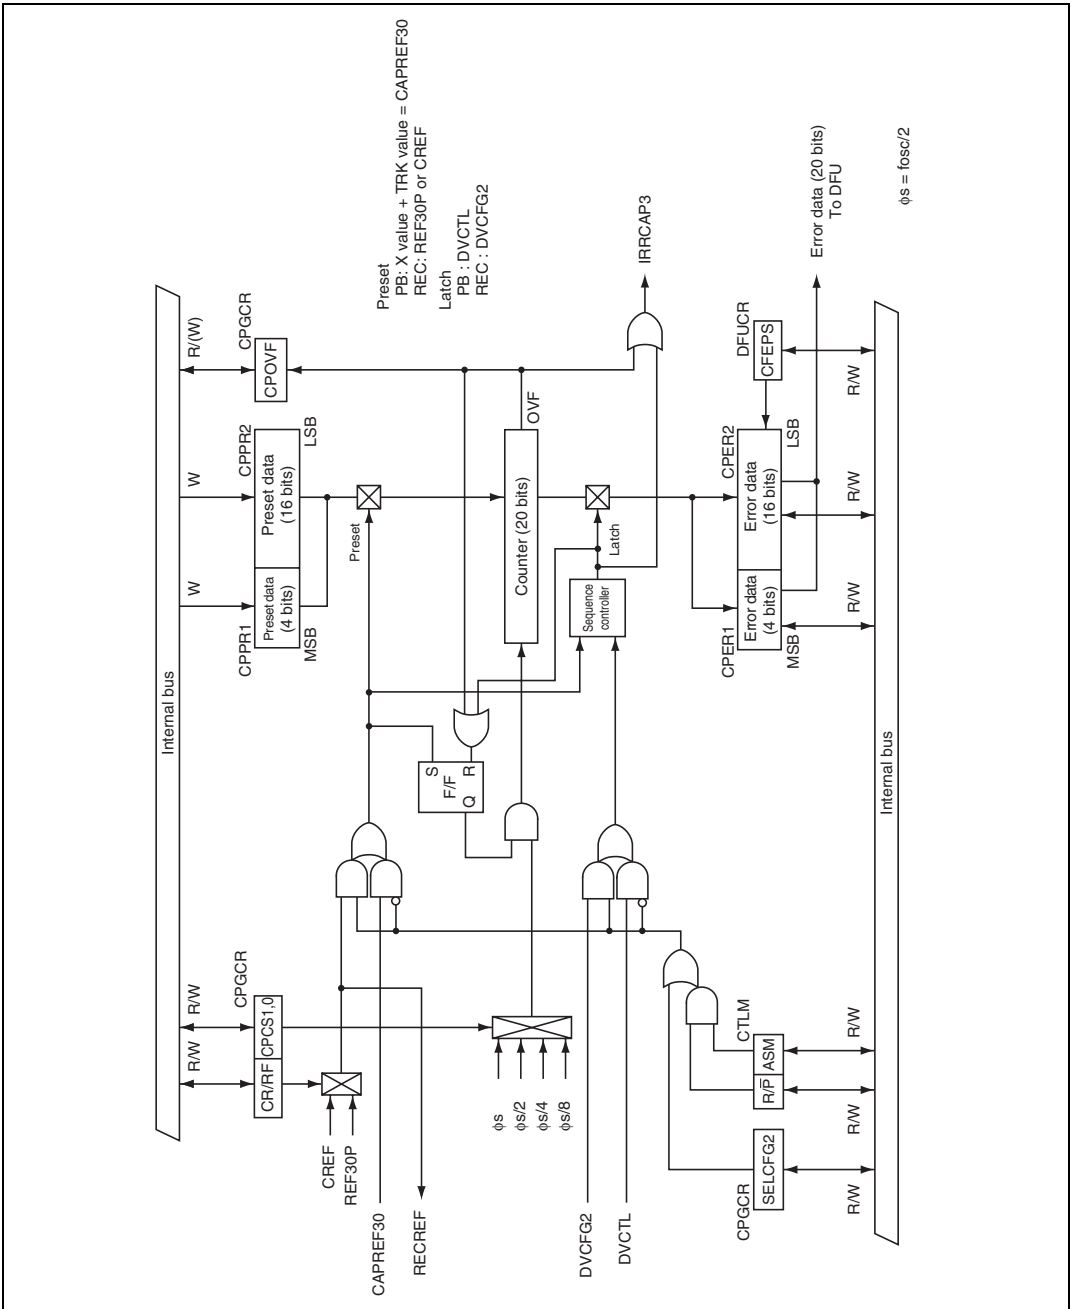 Internal bus
R/W
R/W
CPGCR
CR/RF
CPCS1,0
CREF
REF30P
CAPREF30
RECREF
W
W
CPPR1
CPPR2
Preset data
(4 bits)
Preset data
(16 bits)
MSB
LSB
R/(W)
CPGCR
CPOVF
Preset
S
F/F
R
Q
φs
φs/2
φs/4
φs/8
Counter (20 bits)
OVF
Preset
PB: X value + TRK value = CAPREF30
REC: REF30P or CREF
Latch
PB : DVCTL
REC : DVCFG2
DVCFG2
DVCTL
Sequence
controller
Latch
IRRCAP3
CPGCR
SELCFG2
R/W
CTLM
R/P̅
ASM
R/W
R/W
CPER1
CPER2
Error data
(4 bits)
Error data
(16 bits)
MSB
LSB
R/W
R/W
DFUCR
CFEPS
R/W
Error data (20 bits)
To DFU
Internal bus
φs = fosc/2